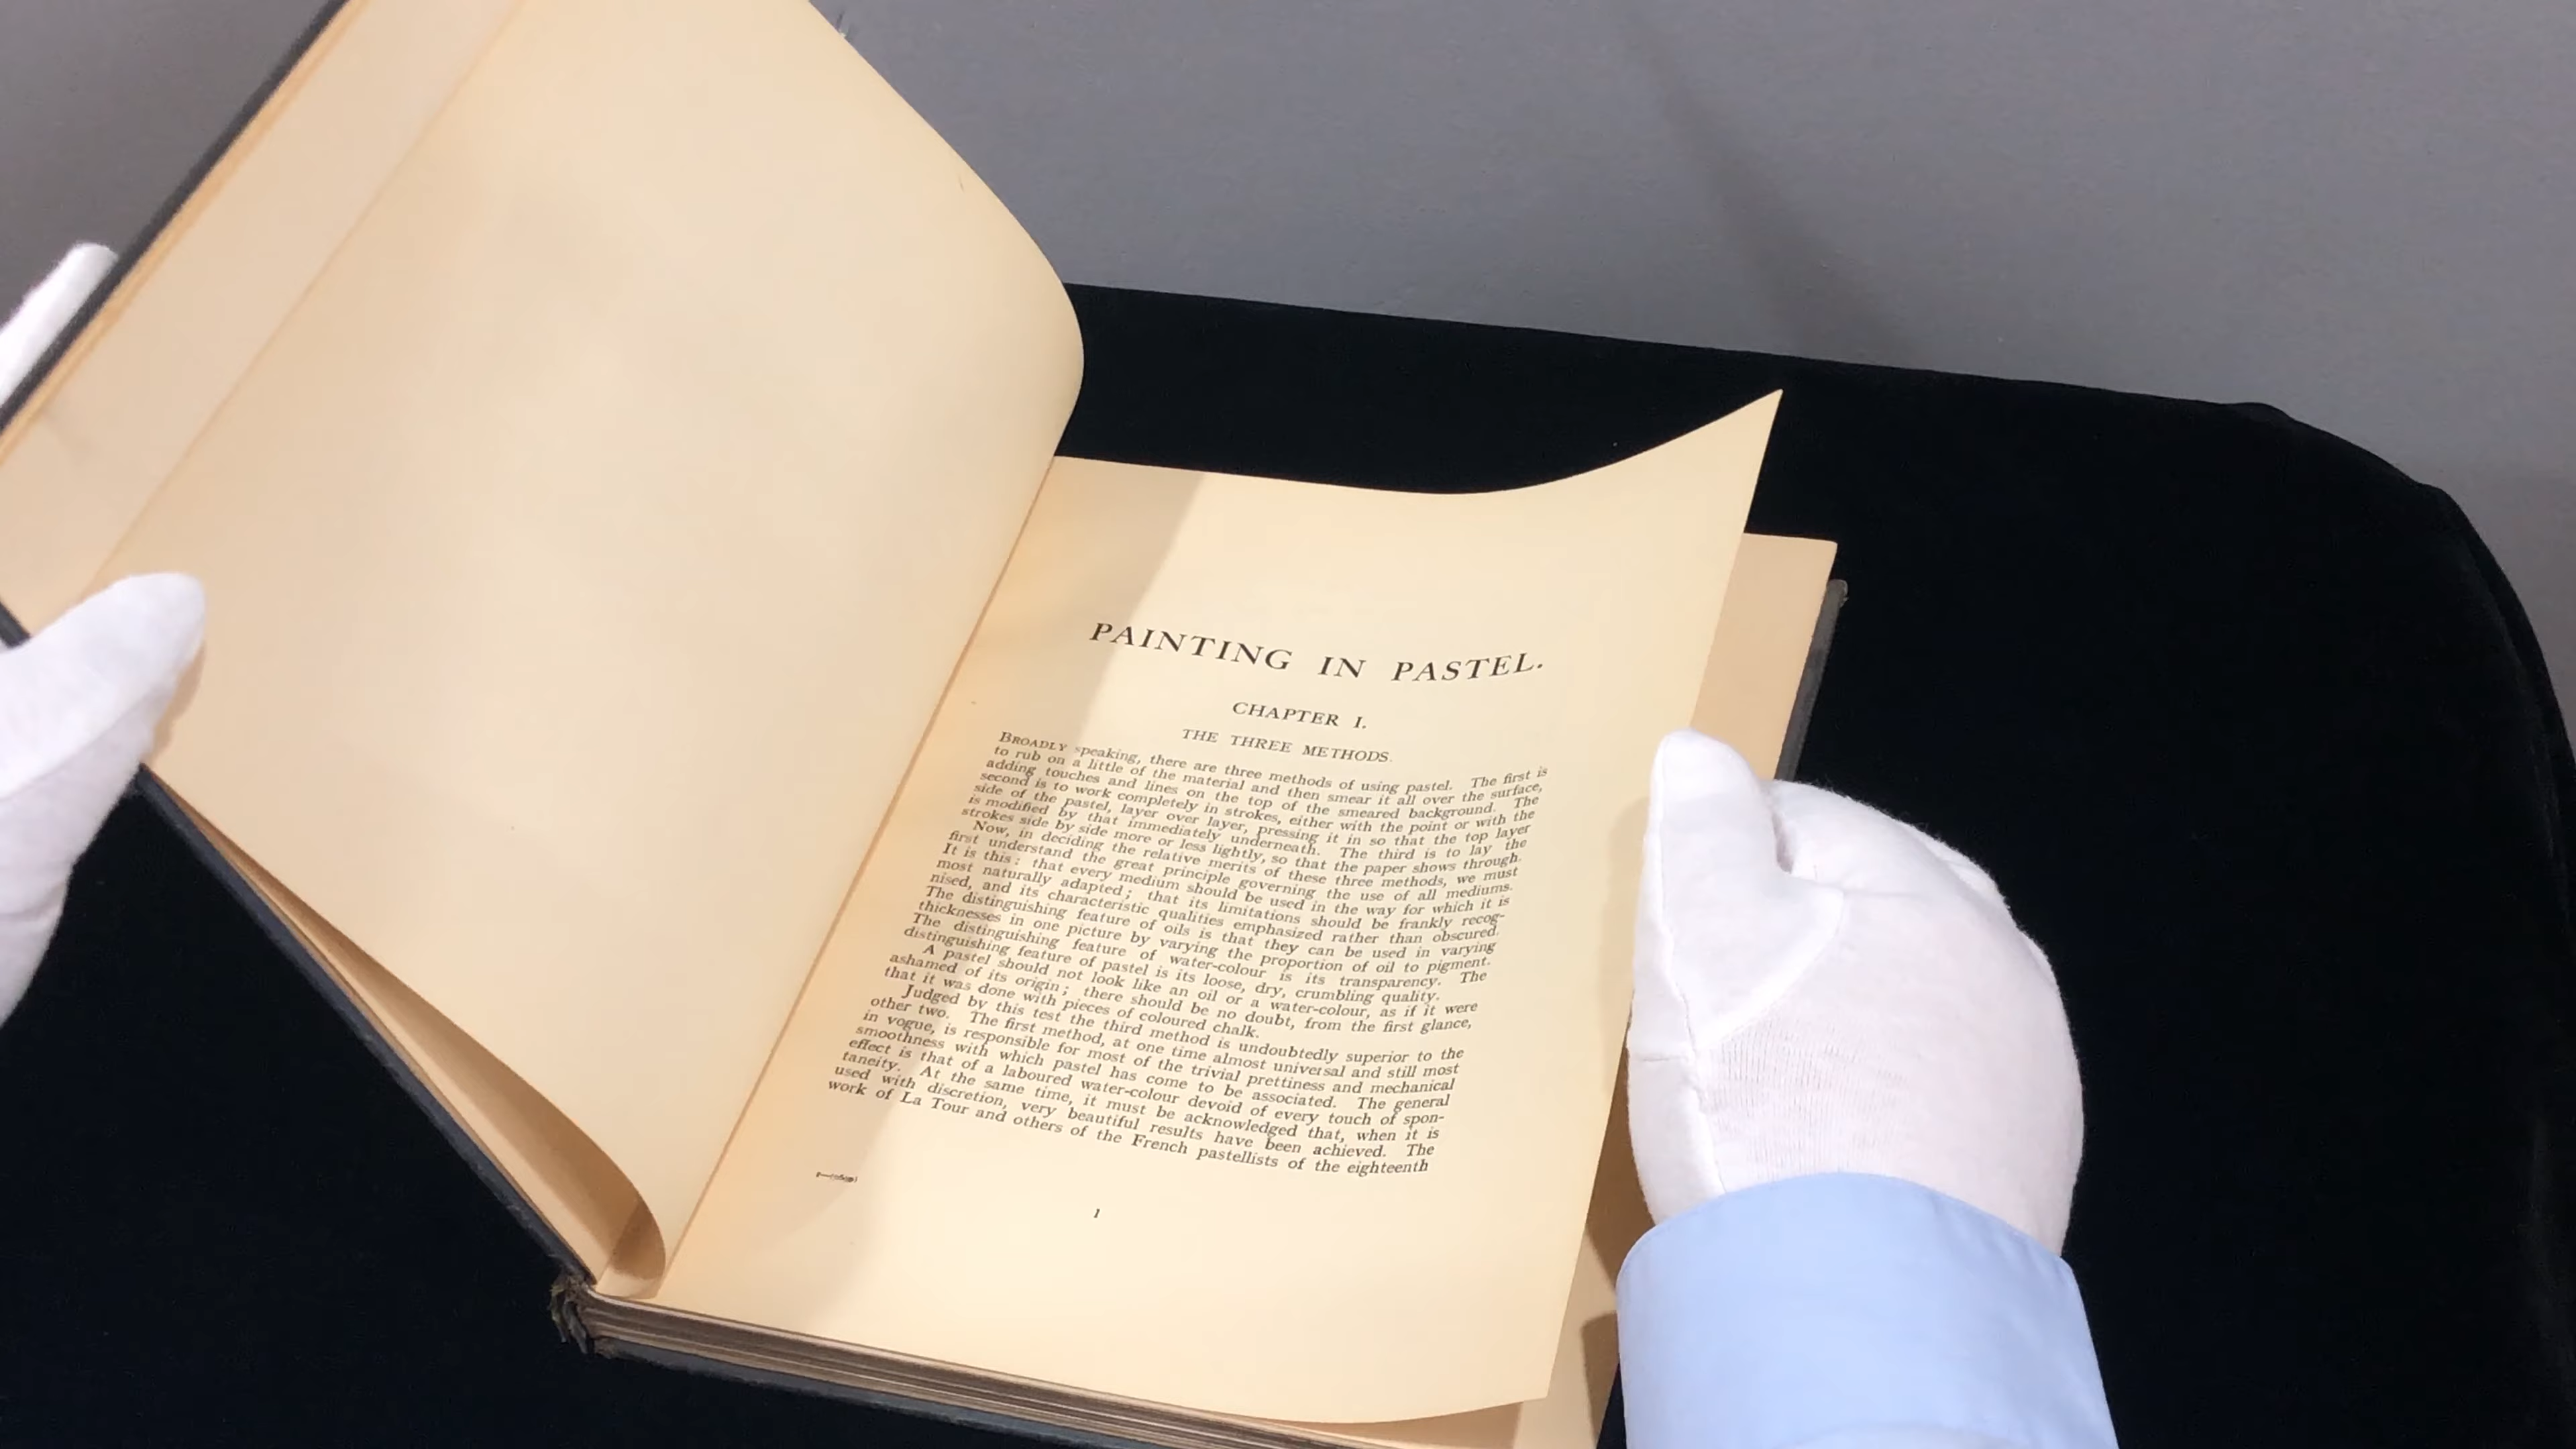 PAINTING IN PASTEL.
CHAPTER I.
THE THREE METHODS.
BROADLY speaking, there are three methods of using pastel. The first is
to rub on a little of the material and then smear it all over the surface,
adding touches and lines on the top of the smeared background. The
second is to work completely in strokes, either with the point or with the
side of the pastel, layer over layer, pressing it in so that the top layer
is modified by that immediately underneath. The third is to lay the
strokes side by side more or less lightly, so that the paper shows through.
Now, in deciding the relative merits of these three methods, we must
first understand the great principle governing the use of all mediums.
It is this: that every medium should be used in the way for which it is
most naturally adapted; that its limitations should be frankly recog-
nised, and its characteristic qualities emphasized rather than obscured.
The distinguishing feature of oils is that they can be used in varying
thicknesses in one picture by varying the proportion of oil to pigment.
The distinguishing feature of water-colour is its transparency. The
distinguishing feature of pastel is its loose, dry, crumbling quality.
A pastel should not look like an oil or a water-colour, as if it were
ashamed of its origin; there should be no doubt, from the first glance,
that it was done with pieces of coloured chalk.
Judged by this test the third method is undoubtedly superior to the
other two. The first method, at one time almost universal and still most
in vogue, is responsible for most of the trivial prettiness and mechanical
smoothness with which pastel has come to be associated. The general
effect is that of a laboured water-colour devoid of every touch of spon-
taneity. At the same time, it must be acknowledged that, when it is
used with discretion, very beautiful results have been achieved. The
work of La Tour and others of the French pastellists of the eighteenth
1